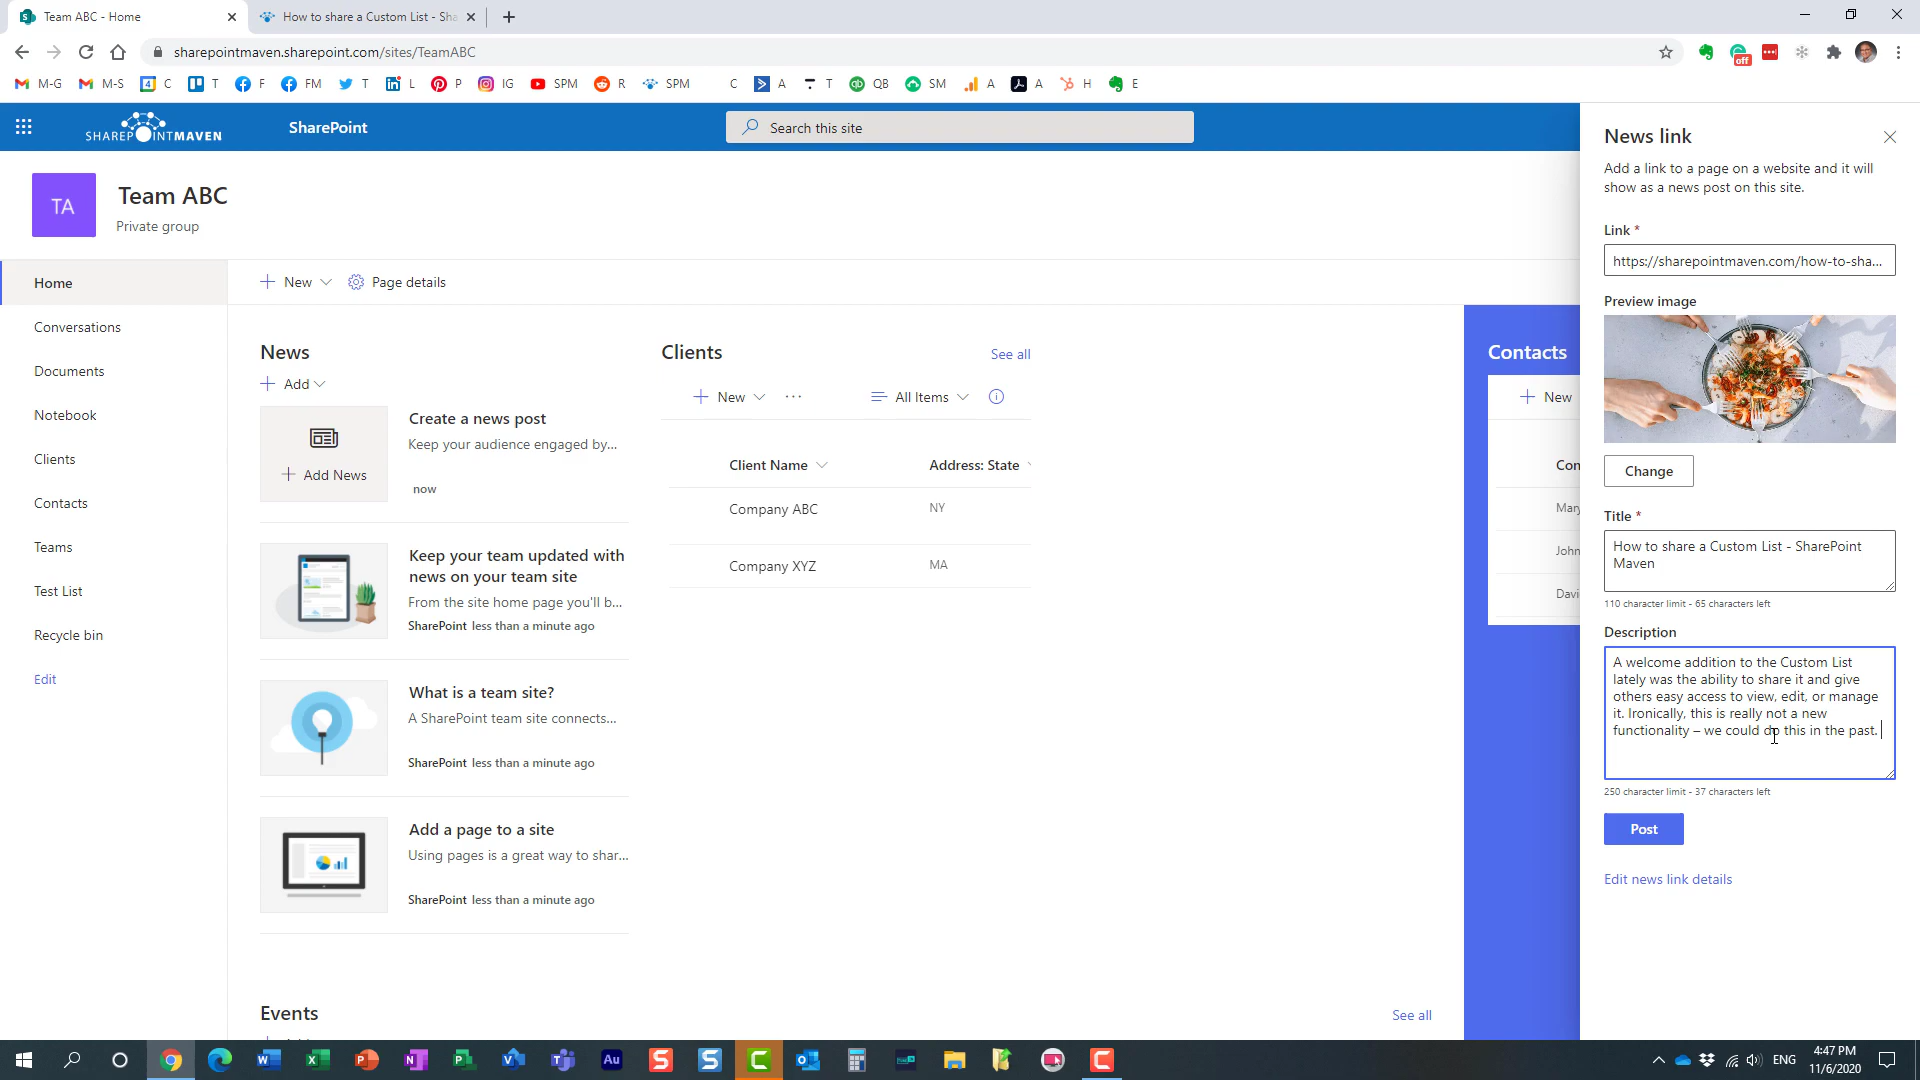 Team ABC - Home
How to share a Custom List - Sha
sharepointmaven.sharepoint.com/sites/TeamABC
M-G
M-S
C
T
F
FM
T
L
P
IG
SPM
R
SPM
C
A
T
QB
SM
A
A
H
E
off
SHAREPOINTMAVEN
SharePoint
Search this site
TA
Team ABC
Private group
Home
Conversations
Documents
Notebook
Clients
Contacts
Teams
Test List
Recycle bin
Edit
New
Page details
News
Add
Add News
Create a news post
Keep your audience engaged by...
now
Keep your team updated with
news on your team site
From the site home page you'll b...
SharePoint less than a minute ago
What is a team site?
A SharePoint team site connects...
SharePoint less than a minute ago
Add a page to a site
Using pages is a great way to shar...
SharePoint less than a minute ago
Events
See all
Clients
See all
New
All Items
Client Name
Address: State
Company ABC
NY
Company XYZ
MA
Contacts
New
Con
Mary
John
Davi
News link
Add a link to a page on a website and it will
show as a news post on this site.
Link *
https://sharepointmaven.com/how-to-sha...
Preview image
Change
Title *
How to share a Custom List - SharePoint
Maven
110 character limit - 65 characters left
Description
A welcome addition to the Custom List
lately was the ability to share it and give
others easy access to view, edit, or manage
it. Ironically, this is really not a new
functionality – we could do this in the past.
250 character limit - 37 characters left
Post
Edit news link details
ENG
4:47 PM
11/6/2020